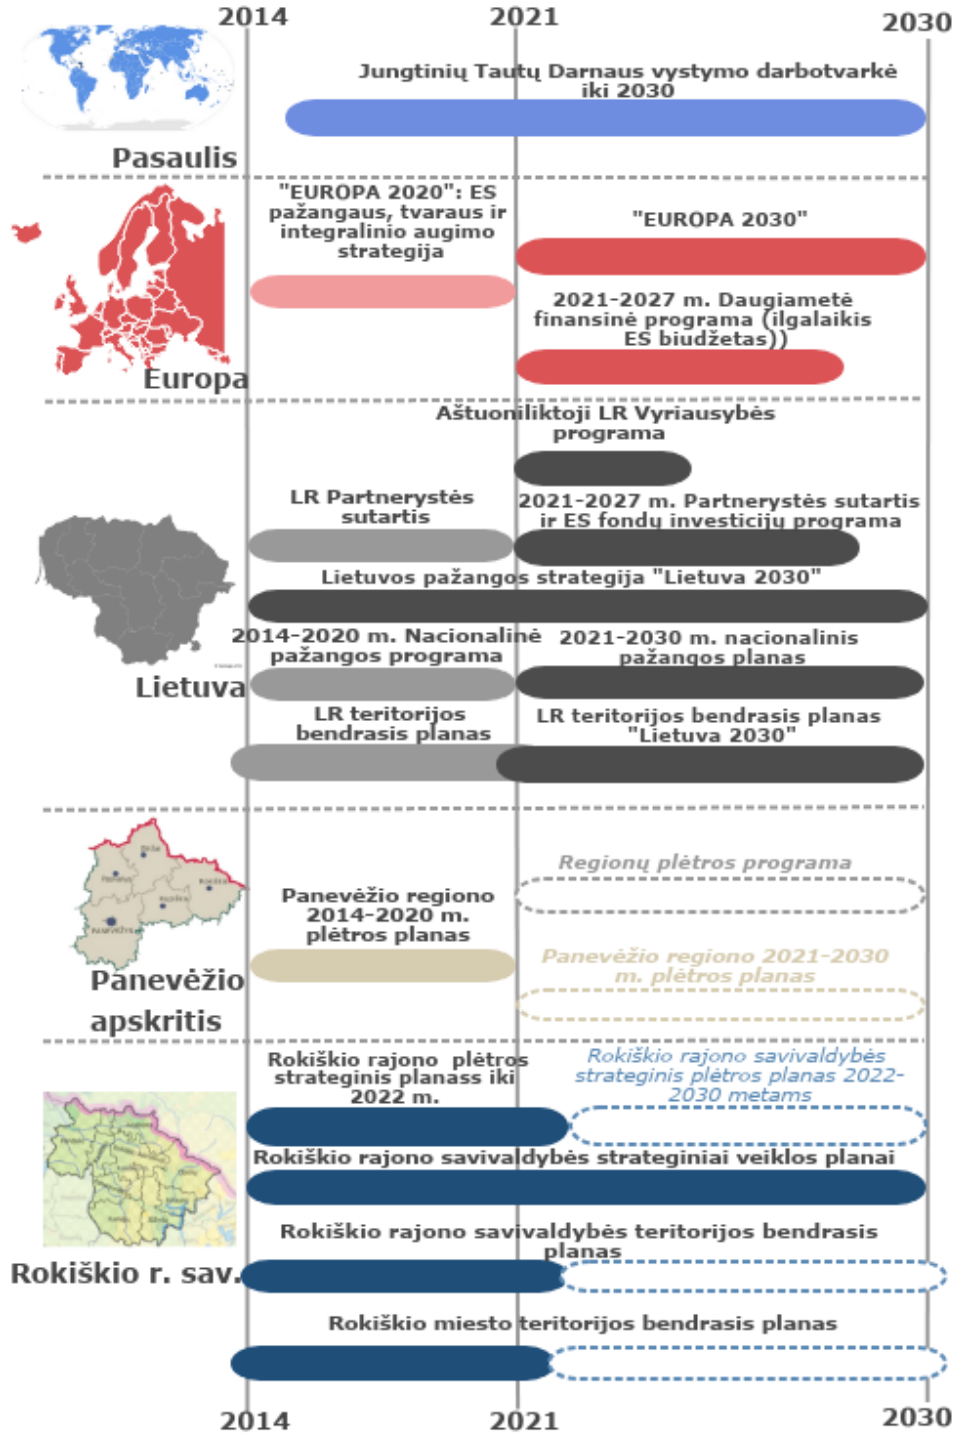 2014
2021
2030
Jungtinių Tautų Darnaus vystymo darbotvarkė
iki 2030
Pasaulis
"EUROPA 2020": ES
pažangaus, tvaraus ir
integralinio augimo
strategija
"EUROPA 2030"
2021-2027 m. Daugiametė
finansinė programa (ilgalaikis
ES biudžetas))
Europa
Aštuoniliktoji LR Vyriausybės
programa
LR Partnerystės
sutartis
2021-2027 m. Partnerystės sutartis
ir ES fondų investicijų programa
Lietuvos pažangos strategija "Lietuva 2030"
2014-2020 m. Nacionalinė
pažangos programa
2021-2030 m. nacionalinis
pažangos planas
Lietuva
LR teritorijos
bendrasis planas
LR teritorijos bendrasis planas
"Lietuva 2030"
Regionų plėtros programa
Panevėžio regiono
2014-2020 m.
plėtros planas
Panevėžio regiono 2021-2030
m. plėtros planas
Panevėžio
apskritis
Rokiškio rajono plėtros
strateginis planass iki
2022 m.
Rokiškio rajono savivaldybės
strateginis plėtros planas 2022-
2030 metams
Rokiškio rajono savivaldybės strateginiai veiklos planai
Rokiškio rajono savivaldybės teritorijos bendrasis
planas
Rokiškio r. sav.
Rokiškio miesto teritorijos bendrasis planas
2014
2021
2030